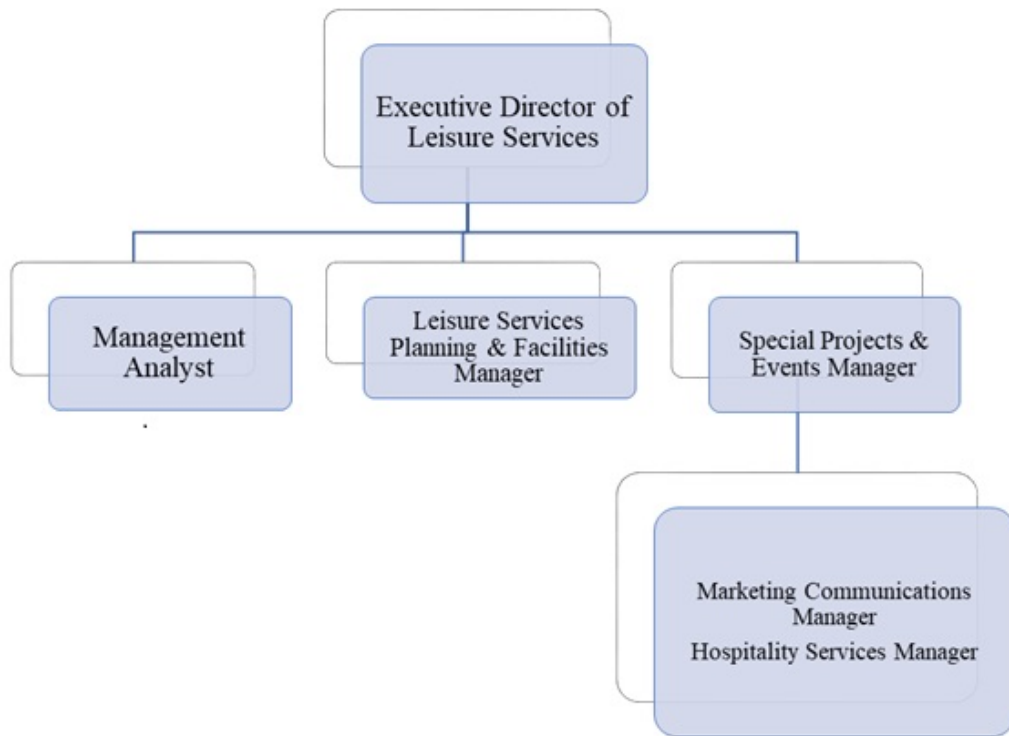 Executive Director of
Leisure Services
Management
Analyst
.
Leisure Services
Planning & Facilities
Manager
Special Projects &
Events Manager
Marketing Communications
Manager
Hospitality Services Manager